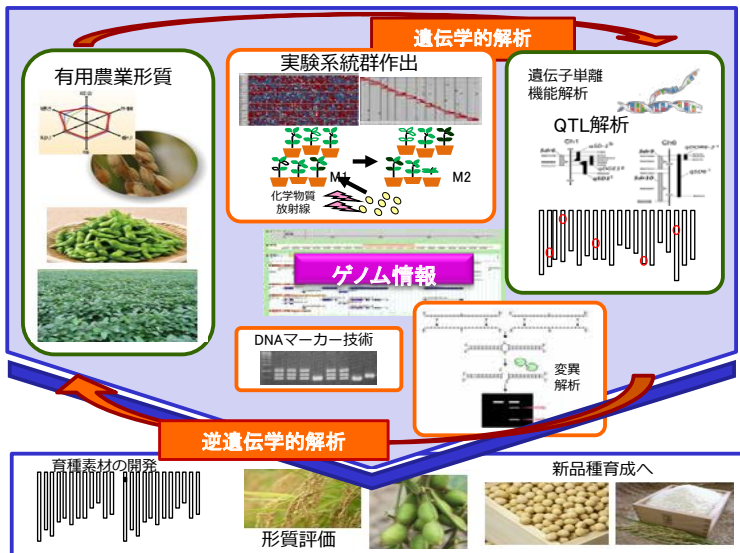 遺伝学的解析
有用農業形質
実験系統群作出
遺伝子単離
機能解析
QTL解析
Ch1
Ch6
M1
M2
化学物質
放射線
ゲノム情報
DNAマーカー技術
変異
解析
逆遺伝学的解析
育種素材の開発
形質評価
新品種育成へ